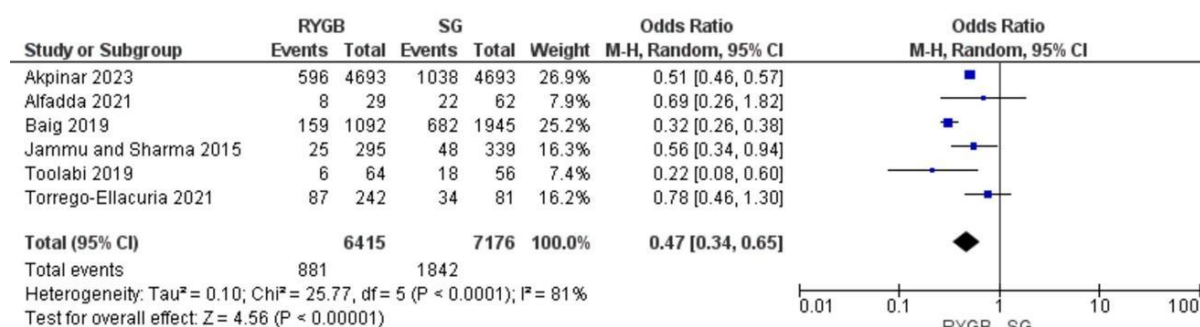 RYGB SG Odds Ratio Odds Ratio
Study or Subgroup Events Total Events Total Weight M-H, Random, 95% CI M-H, Random, 95% CI
Akpinar 2023 596 4693 1038 4693 26.9% 0.51 [0.46, 0.57]
Alfadda 2021 8 29 22 62 7.9% 0.69 [0.26, 1.82]
Baig 2019 159 1092 682 1945 25.2% 0.32 [0.26, 0.38]
Jammu and Sharma 2015 25 295 48 339 16.3% 0.56 [0.34, 0.94]
Toolabi 2019 6 64 18 56 7.4% 0.22 [0.08, 0.60]
Torrego-Ellacuria 2021 87 242 34 81 16.2% 0.78 [0.46, 1.30]
Total (95% CI) 6415 7176 100.0% 0.47 [0.34, 0.65]
Total events 881 1842
Heterogeneity: Tau² = 0.10; Chi² = 25.77, df = 5 (P < 0.0001); I² = 81%
Test for overall effect: Z = 4.56 (P < 0.00001)
0.01 0.1 1 10 100
RYGB SG